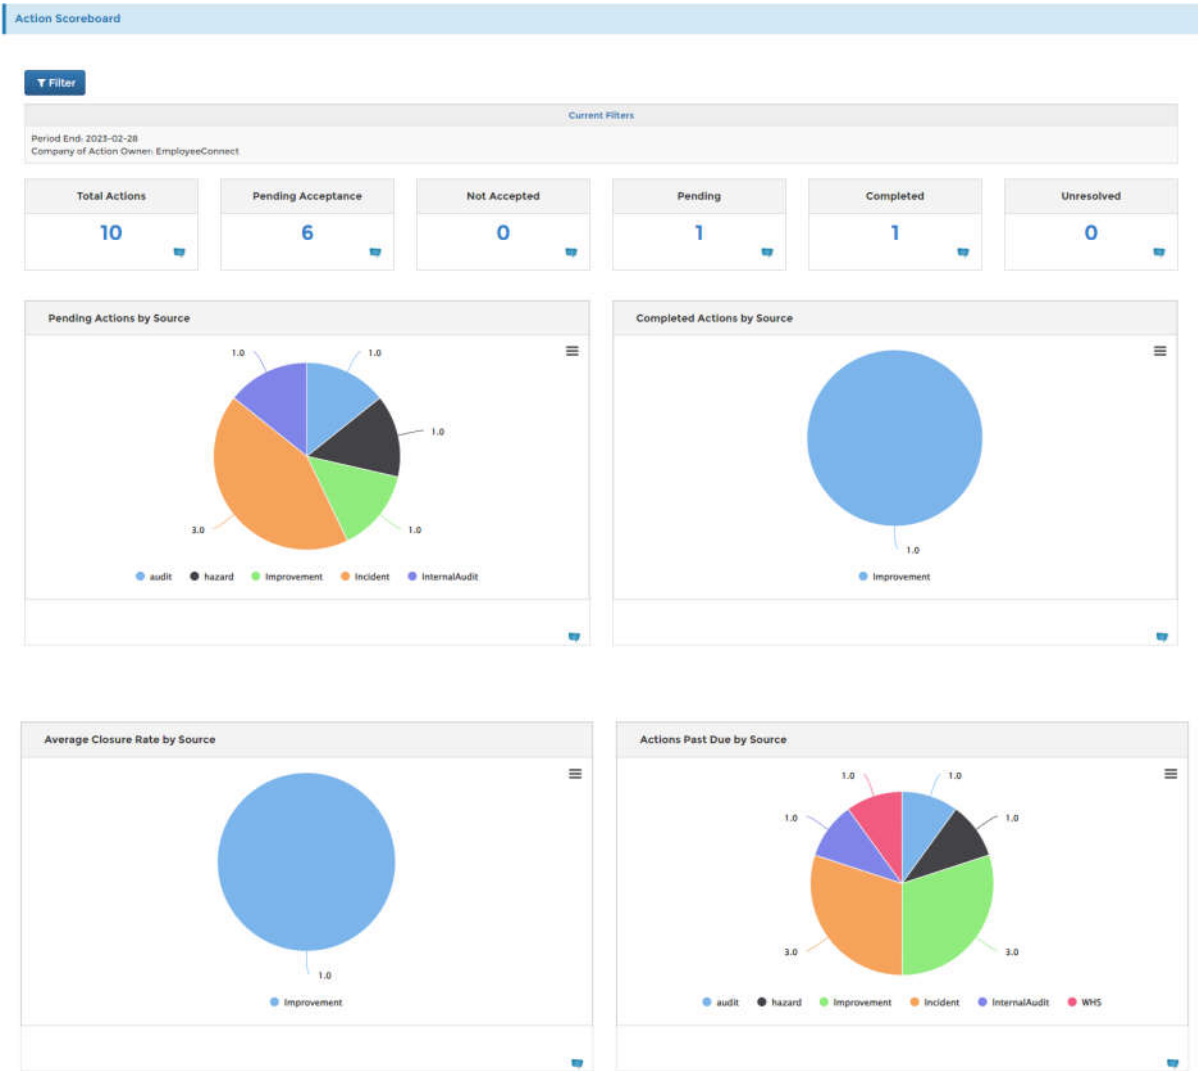 Action Scoreboard
Filter
Current Filters
Period End: 2023-02-28
Company of Action Owner: EmployeeConnect
Total Actions
Pending Acceptance
Not Accepted
Pending
Completed
Unresolved
10
6
0
1
1
0
Pending Actions by Source
1.0
1.0
1.0
3.0
1.0
audit
hazard
Improvement
Incident
InternalAudit
Completed Actions by Source
1.0
Improvement
Average Closure Rate by Source
1.0
Improvement
Actions Past Due by Source
1.0
1.0
1.0
1.0
3.0
3.0
audit
hazard
Improvement
Incident
InternalAudit
WHS